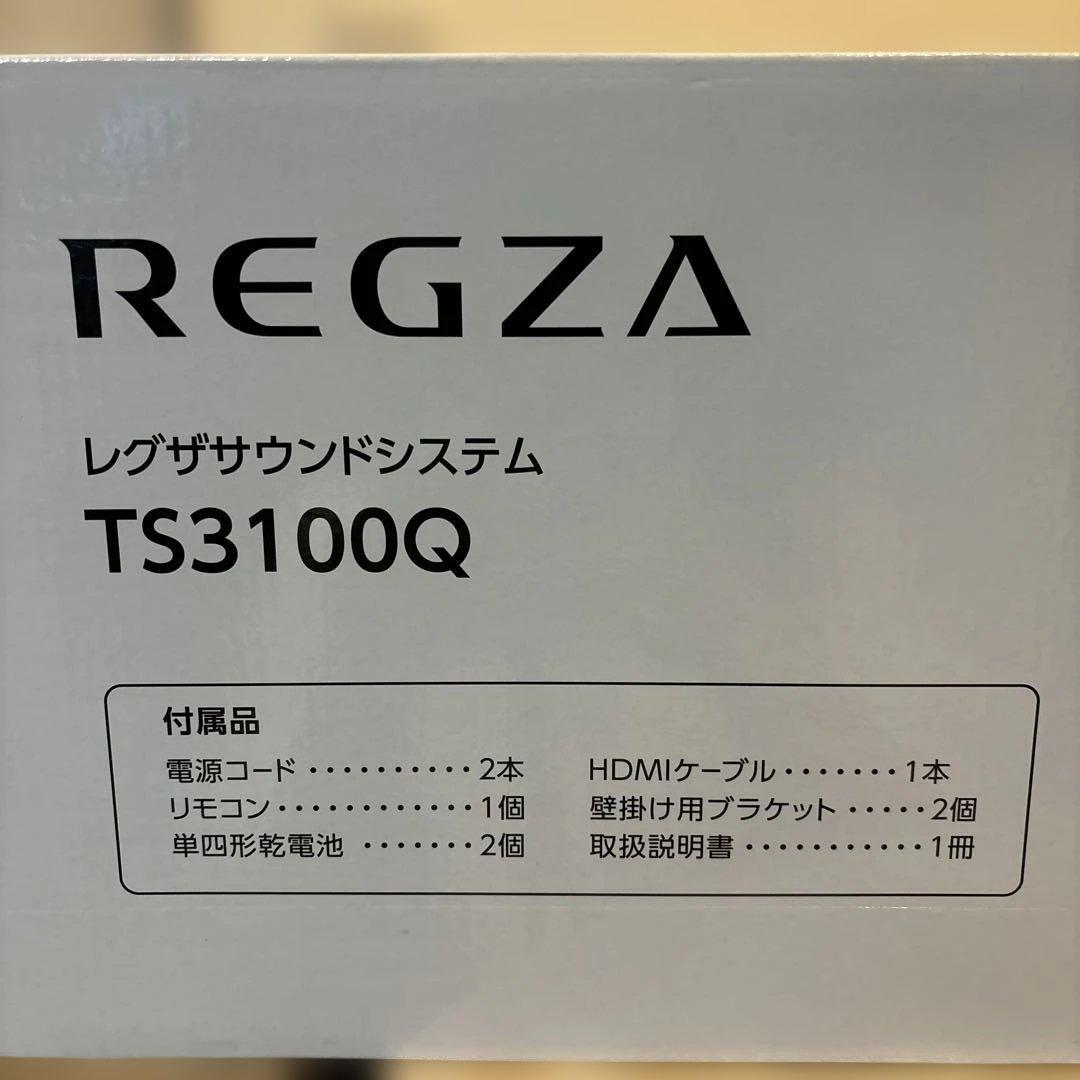 REGZA
レグザサウンドシステム
TS3100Q
付属品
電源コード ・・・・・・・・・・ 2本
リモコン ・・・・・・・・・・・・ 1個
単四形乾電池 ・・・・・・・ 2個
HDMIケーブル ・・・・・・・ 1本
壁掛け用ブラケット ・・・・・ 2個
取扱説明書 ・・・・・・・・・・・ 1冊